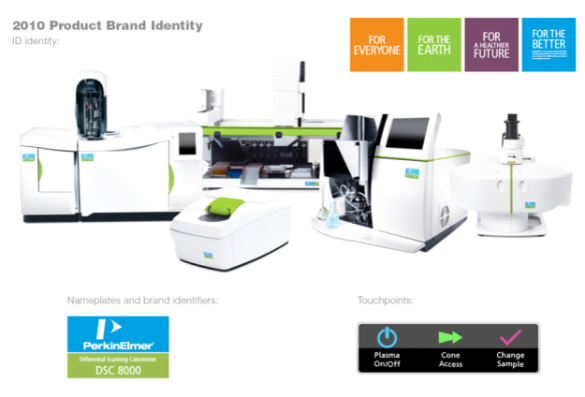 2010 Product Brand Identity
ID identity:
FOR
EVERYONE
FOR THE
EARTH
FOR
A HEALTHIER
FUTURE
FOR THE
BETTER
Nameplates and brand identifiers:
PerkinElmer
Differential Scanning Calorimeter
DSC 8000
Touchpoints:
Plasma
On/Off
Cone
Access
Change
Sample